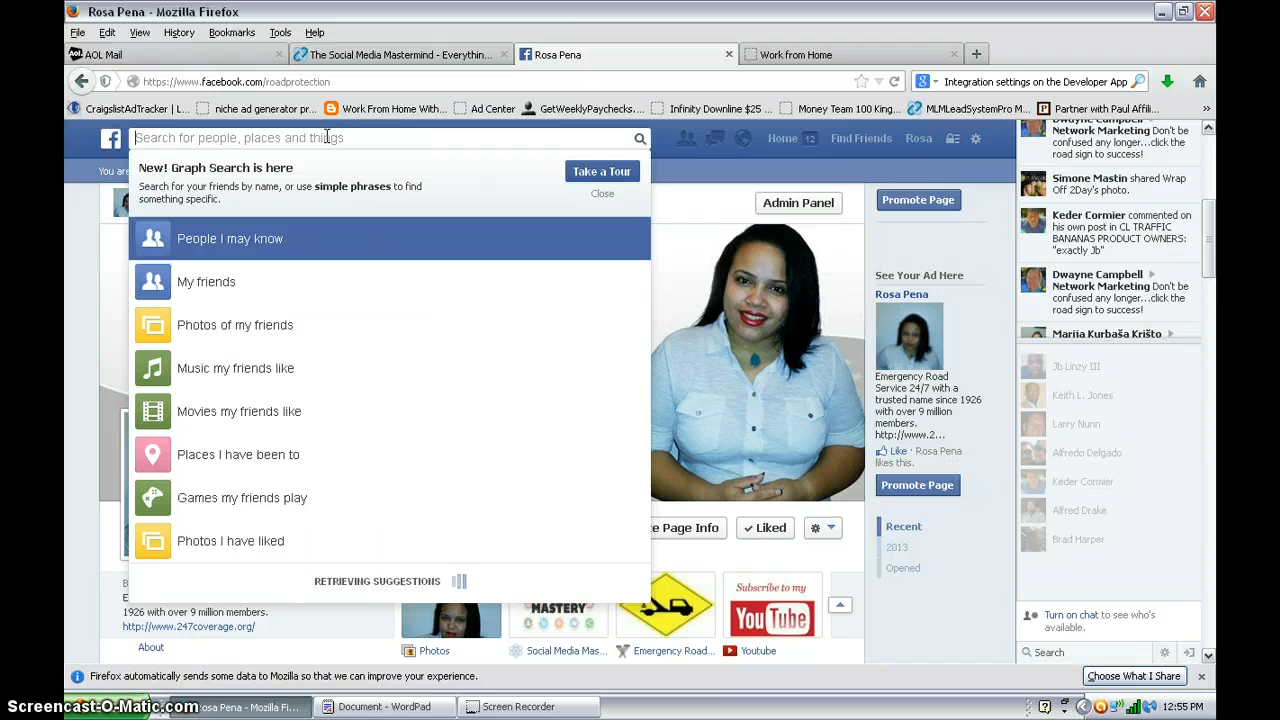 Rosa Pena - Mozilla Firefox
File Edit View History Bookmarks Tools Help
AOL Mail
The Social Media Mastermind - Everythin...
Rosa Pena
Work from Home
https://www.facebook.com/roadprotection
Integration settings on the Developer App
CraigslistAdTracker | L...
niche ad generator pr...
Work From Home With...
Ad Center
GetWeeklyPaychecks....
Infinity Downline $25 ...
Money Team 100 King...
MLMLeadSystemPro M...
Partner with Paul Affili...
Search for people, places and things
Home 12
Find Friends
Rosa
You are
New! Graph Search is here
Search for your friends by name, or use simple phrases to find
something specific.
Take a Tour
Close
People I may know
My friends
Photos of my friends
Music my friends like
Movies my friends like
Places I have been to
Games my friends play
Photos I have liked
RETRIEVING SUGGESTIONS
Admin Panel
e Page Info
Liked
1926 with over 9 million
members.
http://www.247coverage.org/
About
Photos
MASTERY
Social Media Mas...
Emergency Road...
Subscribe to my
YouTube
Youtube
Promote Page
See Your Ad Here
Rosa Pena
Emergency Road
Service 24/7 with a
trusted name since 1926
with over 9 million
members.
http://www.2...
Like · Rosa Pena
likes this.
Promote Page
Recent
2013
Opened
Dwayne Campbell
Network Marketing Don't be
confused any longer...click the
road sign to success!
Simone Mastin shared Wrap
Off 2Day's photo.
Keder Cormier commented on
his own post in CL TRAFFIC
BANANAS PRODUCT OWNERS:
"exactly Jb"
Dwayne Campbell
Network Marketing Don't be
confused any longer...click the
road sign to success!
Mariia Kurbaša Krišto
Jb Linzy III
Keith L. Jones
Larry Nunn
Alfredo Delgado
Keder Cormier
Alfred Drake
Brad Harper
Turn on chat to see who's
available.
Search
Firefox automatically sends some data to Mozilla so that we can improve your experience.
Choose What I Share
Screencast-O-Matic.com
Rosa Pena - Mozilla Fi...
Document - WordPad
Screen Recorder
12:55 PM